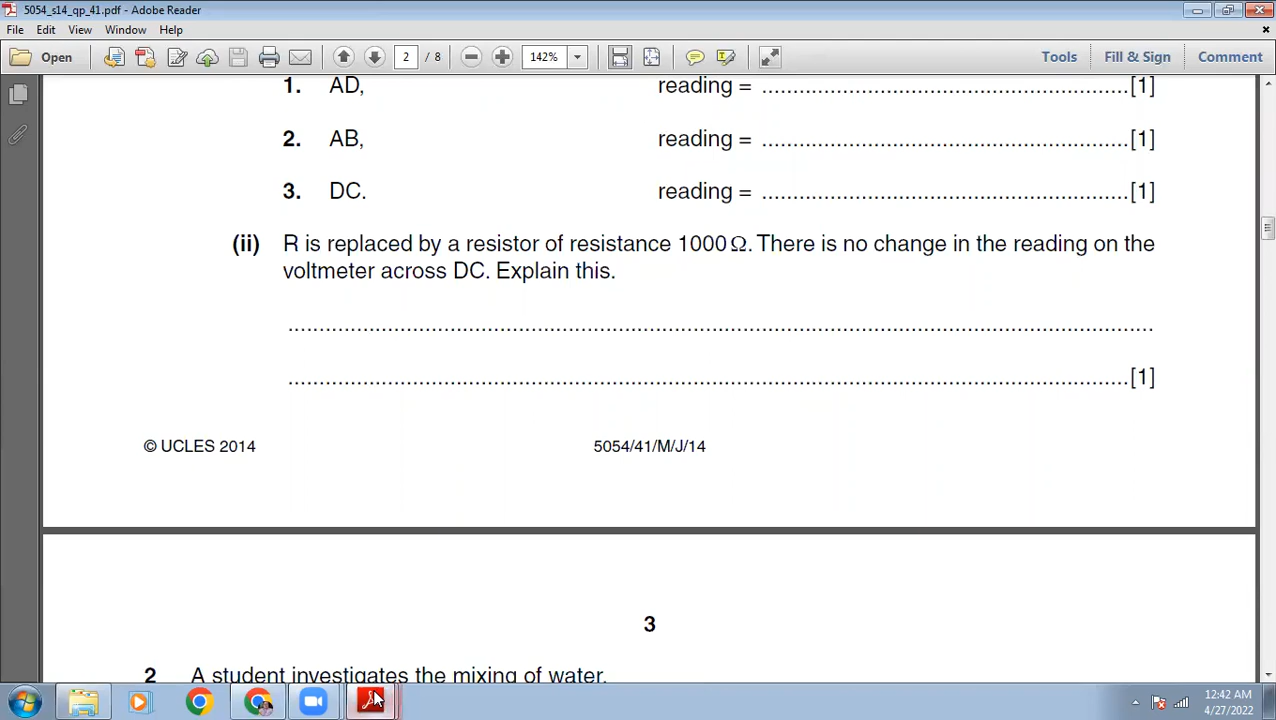 5054_s14_qp_41.pdf - Adobe Reader
File Edit View Window Help
Open 2 / 8 142% Tools Fill & Sign Comment
1. AD, reading = ............................................................[1]
2. AB, reading = ............................................................[1]
3. DC. reading = ............................................................[1]
(ii) R is replaced by a resistor of resistance 1000 Ω. There is no change in the reading on the
voltmeter across DC. Explain this.
..........................................................................................................................................
......................................................................................................................................[1]
© UCLES 2014 5054/41/M/J/14
3
2 A student investigates the mixing of water.
12:42 AM
4/27/2022